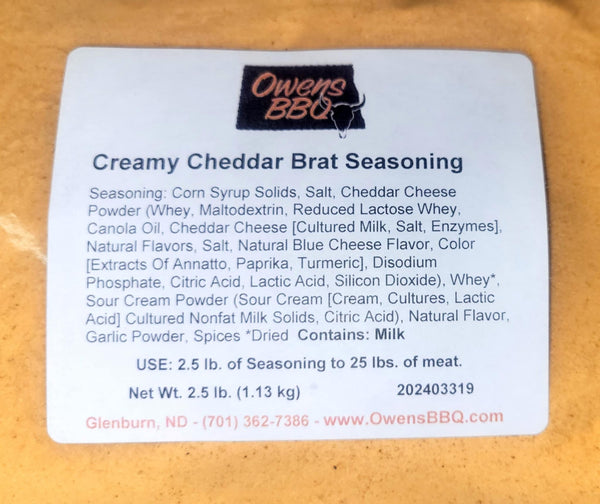 Owens
BBQ
Creamy Cheddar Brat Seasoning
Seasoning: Corn Syrup Solids, Salt, Cheddar Cheese
Powder (Whey, Maltodextrin, Reduced Lactose Whey,
Canola Oil, Cheddar Cheese [Cultured Milk, Salt, Enzymes],
Natural Flavors, Salt, Natural Blue Cheese Flavor, Color
[Extracts Of Annatto, Paprika, Turmeric], Disodium
Phosphate, Citric Acid, Lactic Acid, Silicon Dioxide), Whey*,
Sour Cream Powder (Sour Cream [Cream, Cultures, Lactic
Acid] Cultured Nonfat Milk Solids, Citric Acid), Natural Flavor,
Garlic Powder, Spices *Dried Contains: Milk
USE: 2.5 lb. of Seasoning to 25 lbs. of meat.
Net Wt. 2.5 lb. (1.13 kg) 202403319
Glenburn, ND - (701) 362-7386 - www.OwensBBQ.com